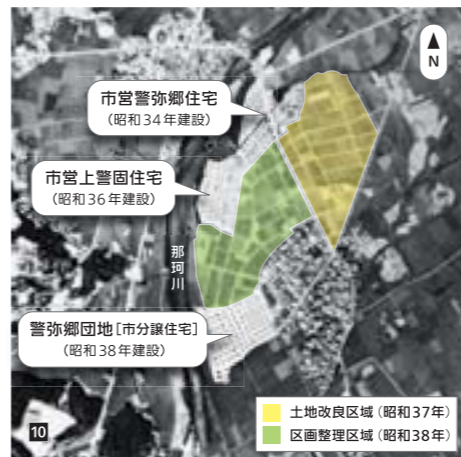 N
市営警弥郷住宅
（昭和34年建設）
市営上警固住宅
（昭和36年建設）
那珂川
警弥郷団地［市分譲住宅］
（昭和38年建設）
土地改良区域（昭和37年）
区画整理区域（昭和38年）
10